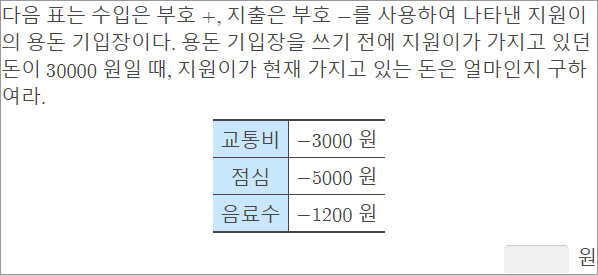 다음 표는 수입은 부호 +, 지출은 부호 −를 사용하여 나타낸 지원이
의 용돈 기입장이다. 용돈 기입장을 쓰기 전에 지원이가 가지고 있던
돈이 30000 원일 때, 지원이가 현재 가지고 있는 돈은 얼마인지 구하
여라.
교통비 −3000 원
점심 −5000 원
음료수 −1200 원
원